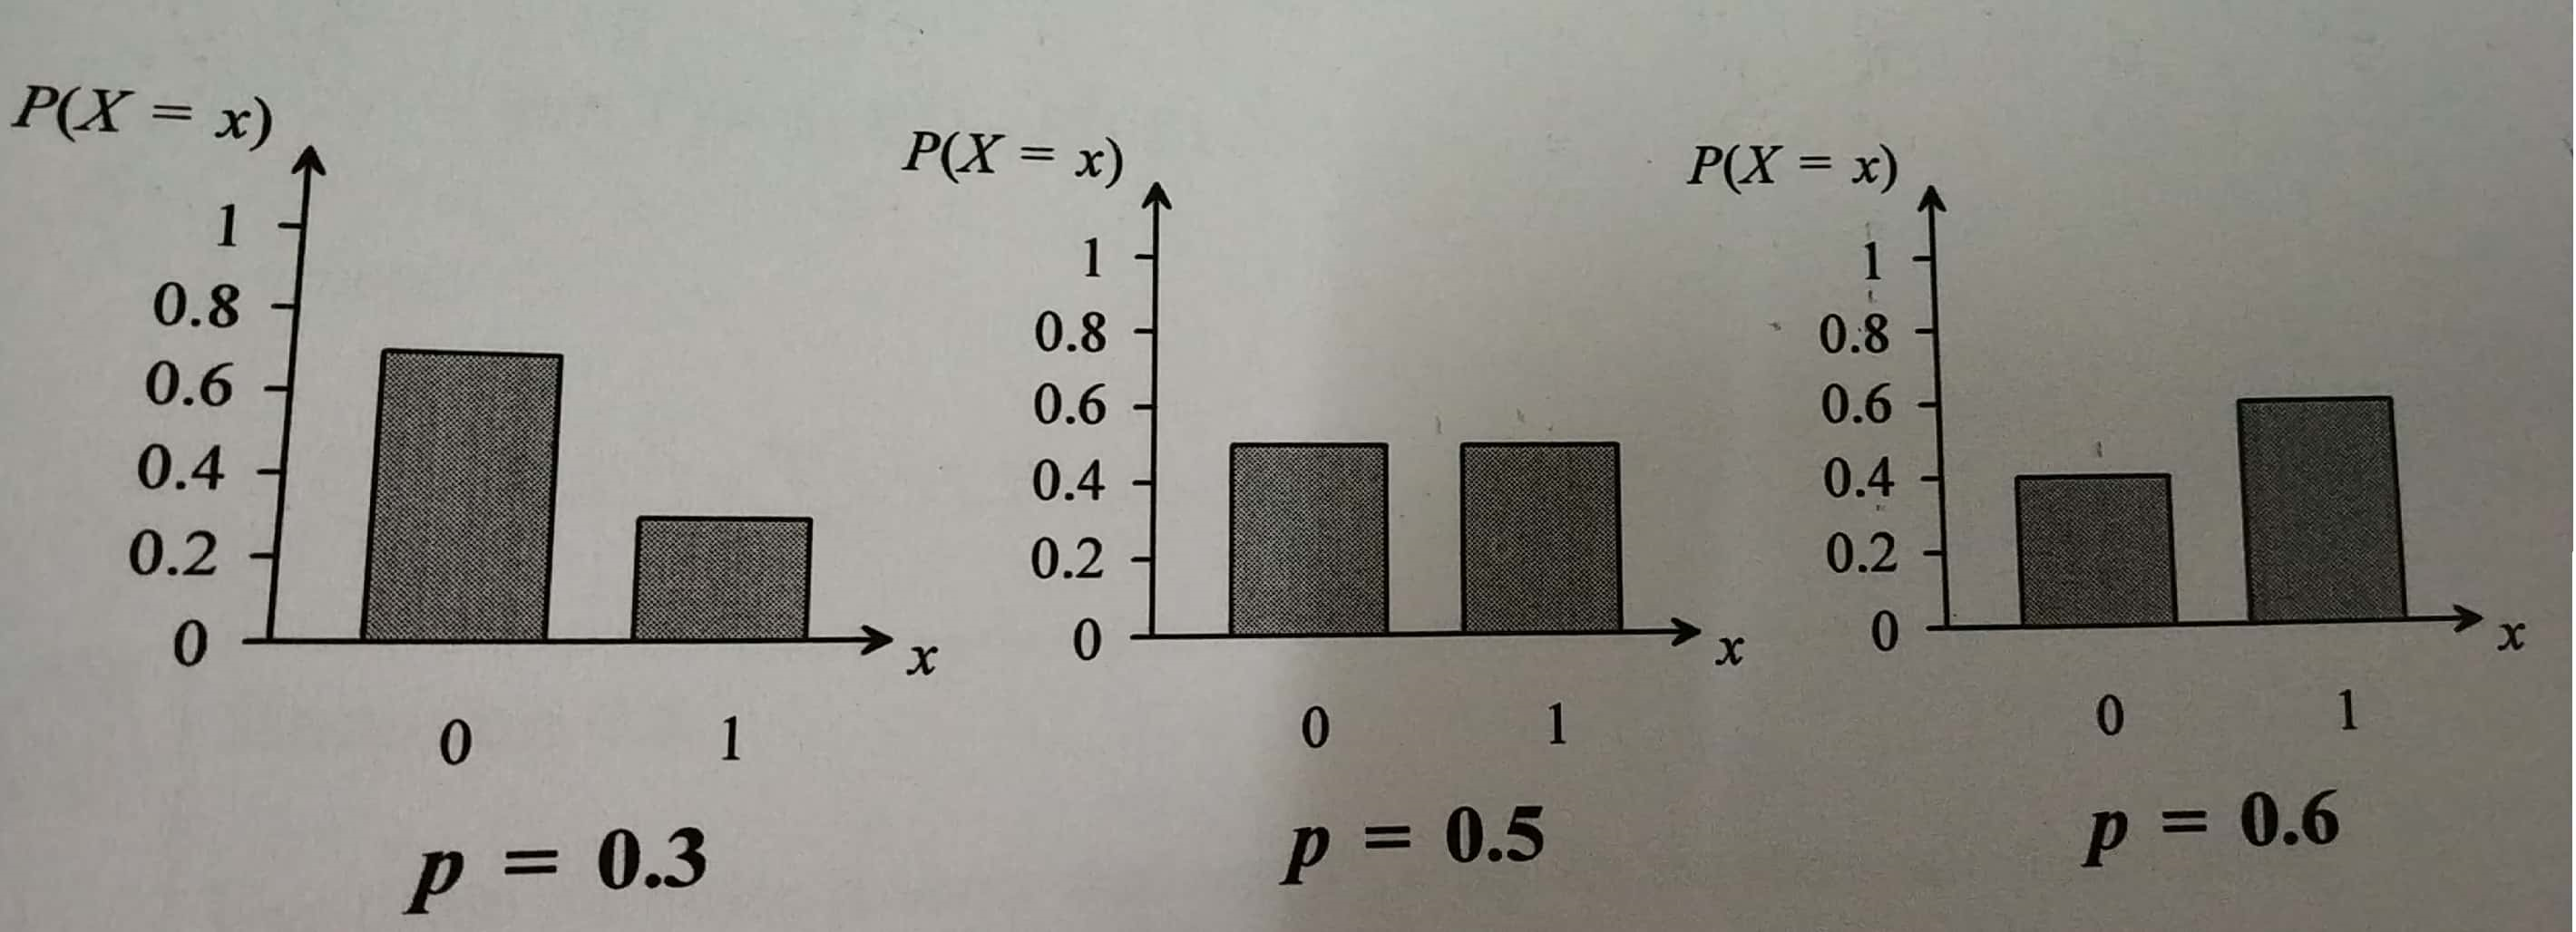 P(X = x)
1
0.8
0.6
0.4
0.2
0
x
0 1
p = 0.3
P(X = x)
1
0.8
0.6
0.4
0.2
0
x
0 1
p = 0.5
P(X = x)
1
0.8
0.6
0.4
0.2
0
x
0 1
p = 0.6